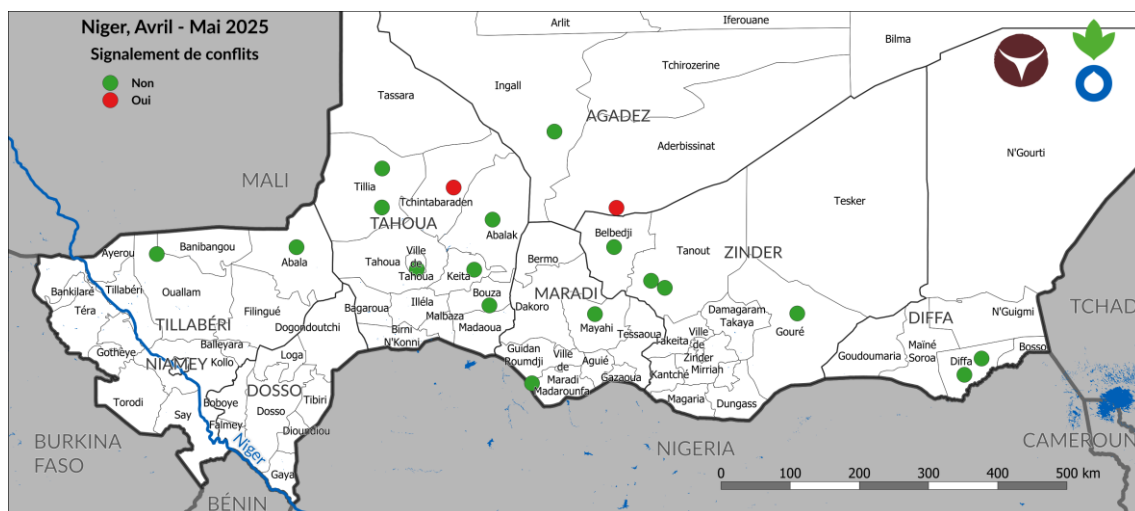 Niger, Avril - Mai 2025
Signalement de conflits
Non
Oui
Arlit
Iferouane
Bilma
Tchirozerine
Ingall
Tassara
AGADEZ
Aderbissinat
N'Gourti
MALI
Tillia
Tchintabaraden
TAHOUA
Abalak
Tesker
Belbedji
Tanout
ZINDER
Ayerou
Banibangou
Abala
Tahoua
Ville
de
Tahoua
Keita
Bermo
Bankilaré
Tillabéri
Ouallam
Téra
Filingué
Bagaroua
Illéla
Bouza
Malbaza
Dakoro
MARADI
Damagaram
Takaya
Gouré
DIFFA
N'Guigmi
TCHAD
TILLABÉRI
Dogondoutchi
Birni
N'Konni
Madaoua
Mayahi
Tessaoua
Takeita
Ville
de
Zinder
Mirriah
Goudoumaria
Maïné
Soroa
Bosso
Diffa
Balleyara
Gothèye
NIAMEY
Kollo
Loga
Guidan
Roumdji
Ville
de
Maradi
Madarounfa
Aguié
Gazaoua
Kantché
Magaria
Dungass
DOSSO
Tibiri
Torodi
Say
Boboye
Dosso
Falmey
Dioundiou
Gaya
Niger
BURKINA
FASO
BÉNIN
NIGERIA
CAMEROUN
0 100 200 300 400 500 km